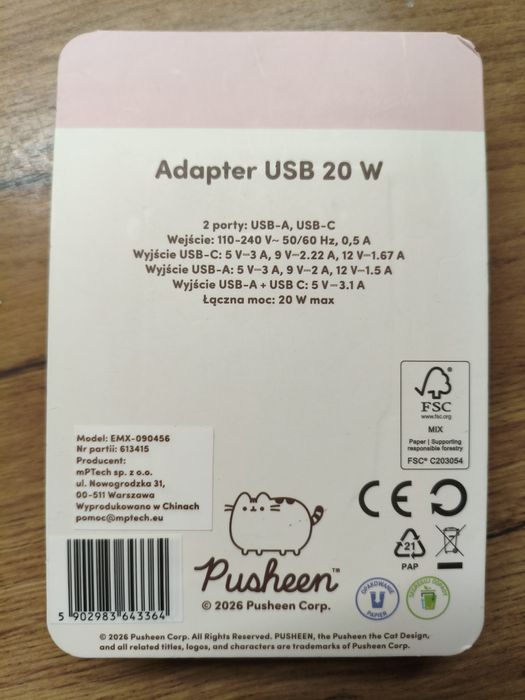 Adapter USB 20 W
2 porty: USB-A, USB-C
Wejście: 110-240 V~ 50/60 Hz, 0,5 A
Wyjście USB-C: 5 V⎓3 A, 9 V⎓2.22 A, 12 V⎓1.67 A
Wyjście USB-A: 5 V⎓3 A, 9 V⎓2 A, 12 V⎓1.5 A
Wyjście USB-A + USB C: 5 V⎓3.1 A
Łączna moc: 20 W max
FSC
www.fsc.org
MIX
Paper | Supporting
responsible forestry
FSC® C203054
Model: EMX-090456
Nr partii: 613415
Producent:
mPTech sp. z o.o.
ul. Nowogrodzka 31,
00-511 Warszawa
Wyprodukowano w Chinach
pomoc@mptech.eu
CE
21
PAP
OPAKOWANIE
PAPIER
5 902983 643364
Pusheen™
© 2026 Pusheen Corp.
© 2026 Pusheen Corp. All Rights Reserved. PUSHEEN, the Pusheen the Cat Design,
and all related titles, logos, and characters are trademarks of Pusheen Corp.